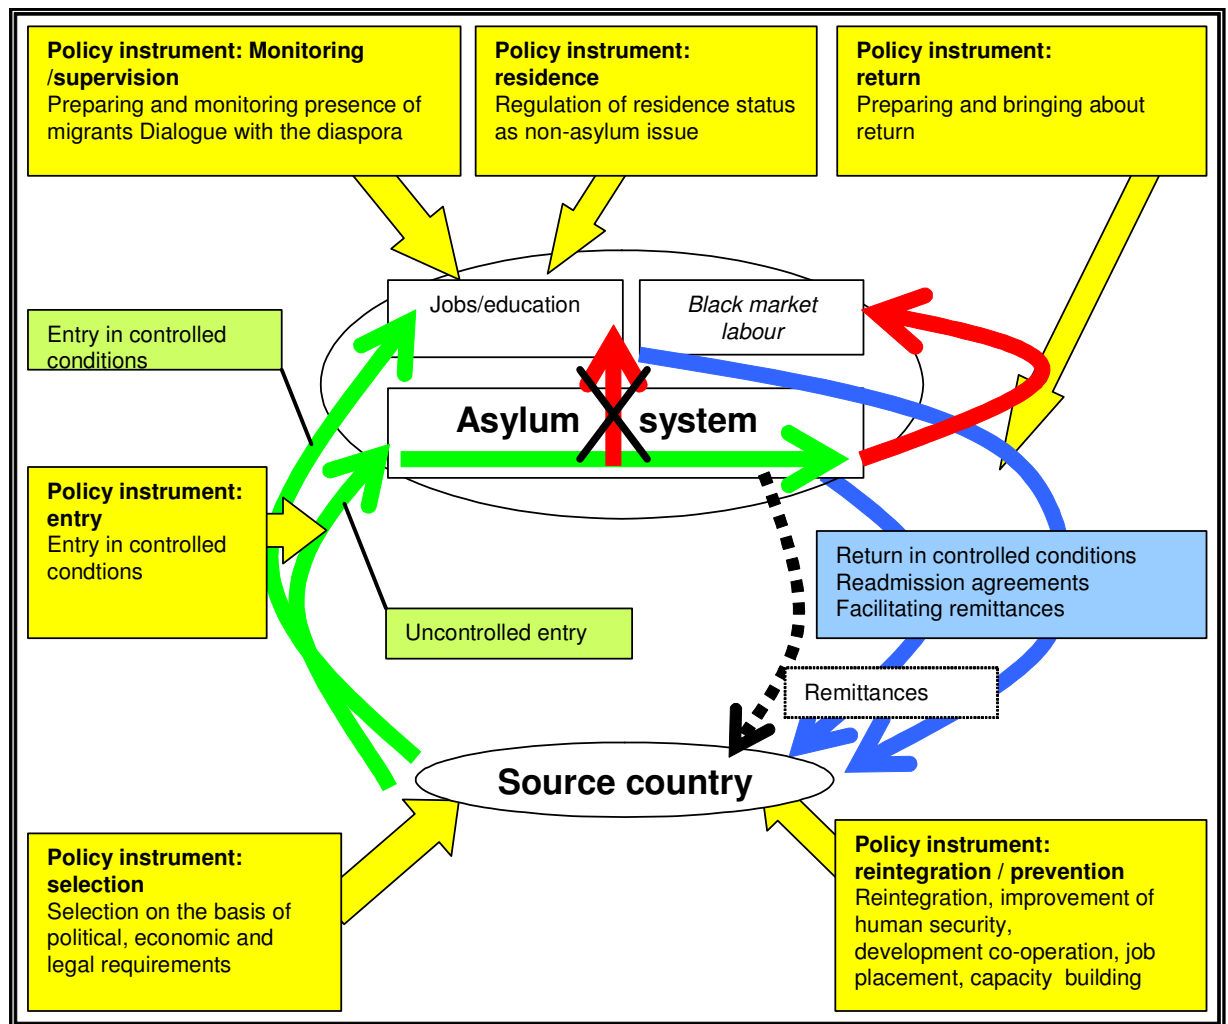 Policy instrument: Monitoring
/supervision
Preparing and monitoring presence of
migrants Dialogue with the diaspora
Policy instrument:
residence
Regulation of residence status
as non-asylum issue
Policy instrument:
return
Preparing and bringing about
return
Jobs/education
Black market
labour
Entry in controlled
conditions
Asylum system
Policy instrument:
entry
Entry in controlled
condtions
Return in controlled conditions
Readmission agreements
Facilitating remittances
Uncontrolled entry
Remittances
Source country
Policy instrument:
selection
Selection on the basis of
political, economic and
legal requirements
Policy instrument:
reintegration / prevention
Reintegration, improvement of
human security,
development co-operation, job
placement, capacity building